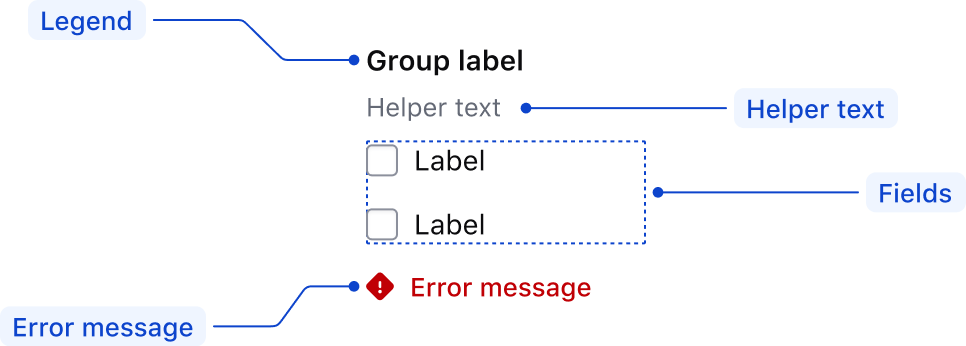 Legend
Group label
Helper text
Helper text
Label
Fields
Label
Error message
Error message